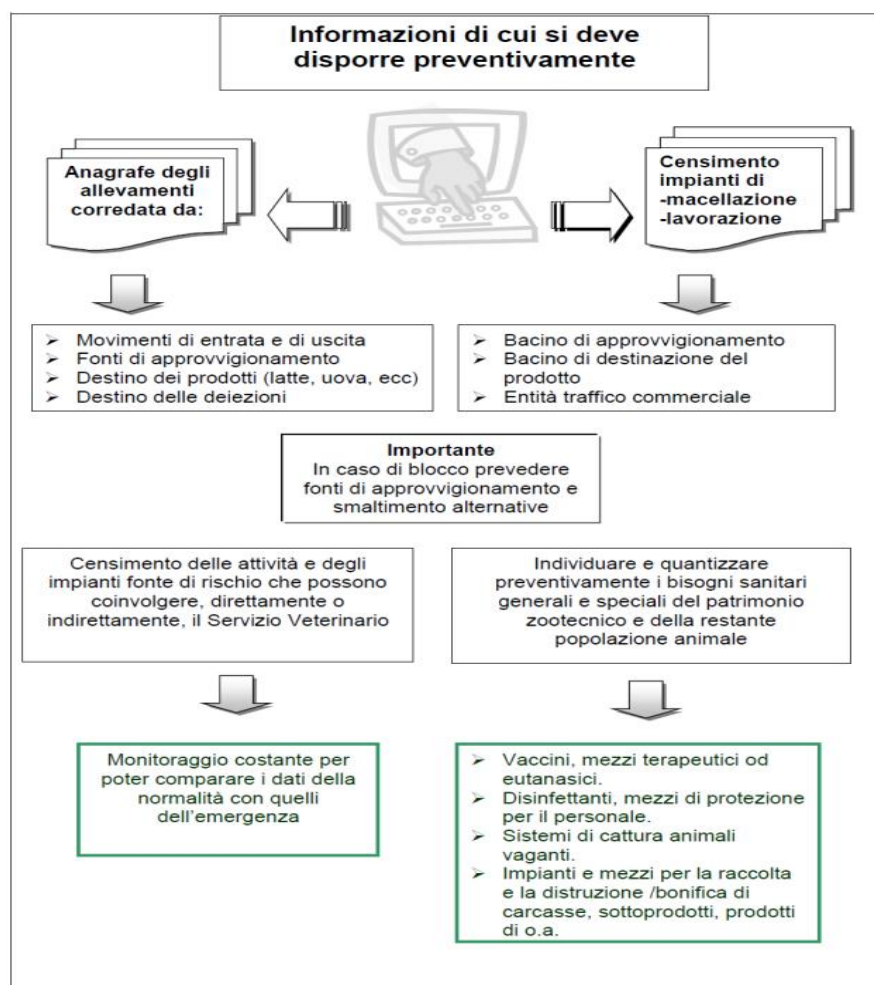 Informazioni di cui si deve
disporre preventivamente
Anagrafe degli
allevamenti
corredata da:
Censimento
impianti di
-macellazione
-lavorazione
➢ Movimenti di entrata e di uscita
➢ Fonti di approvvigionamento
➢ Destino dei prodotti (latte, uova, ecc)
➢ Destino delle deiezioni
➢ Bacino di approvvigionamento
➢ Bacino di destinazione del
prodotto
➢ Entità traffico commerciale
Importante
In caso di blocco prevedere
fonti di approvvigionamento e
smaltimento alternative
Censimento delle attività e degli
impianti fonte di rischio che possono
coinvolgere, direttamente o
indirettamente, il Servizio Veterinario
Individuare e quantizzare
preventivamente i bisogni sanitari
generali e speciali del patrimonio
zootecnico e della restante
popolazione animale
Monitoraggio costante per
poter comparare i dati della
normalità con quelli
dell'emergenza
➢ Vaccini, mezzi terapeutici od
eutanasici.
➢ Disinfettanti, mezzi di protezione
per il personale.
➢ Sistemi di cattura animali
vaganti.
➢ Impianti e mezzi per la raccolta
e la distruzione /bonifica di
carcasse, sottoprodotti, prodotti
di o.a.